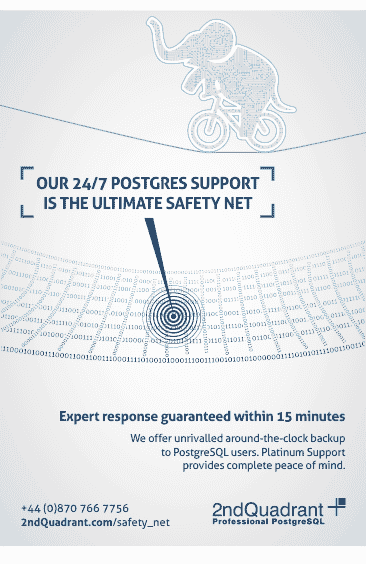 OUR 24/7 POSTGRES SUPPORT
IS THE ULTIMATE SAFETY NET
Expert response guaranteed within 15 minutes
We offer unrivalled around-the-clock backup
to PostgreSQL users. Platinum Support
provides complete peace of mind.
+44 (0)870 766 7756
2ndQuadrant.com/safety_net
2ndQuadrant
Professional PostgreSQL